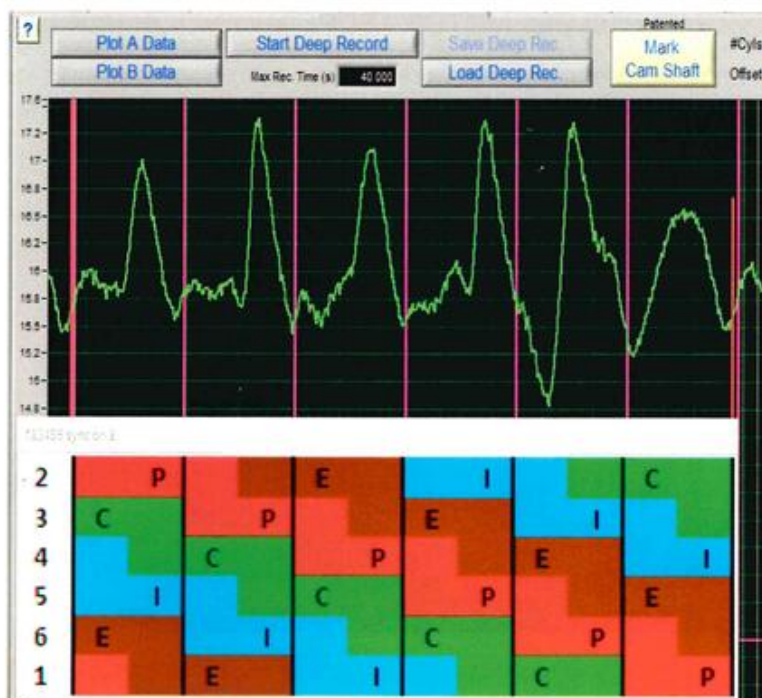 ?
Plot A Data
Start Deep Record
Save Deep Rec.
Patented
Mark
Cam Shaft
#Cyls
Plot B Data
Max Rec. Time (s) 40 000
Load Deep Rec.
Offset
17.6
17.2
17
16.8
16.5
16.2
16
15.8
15.5
15.2
15
14.8
2 P E I C
3 C P E I
4 C P E I
5 I C P E
6 E I C P
1 E I C P